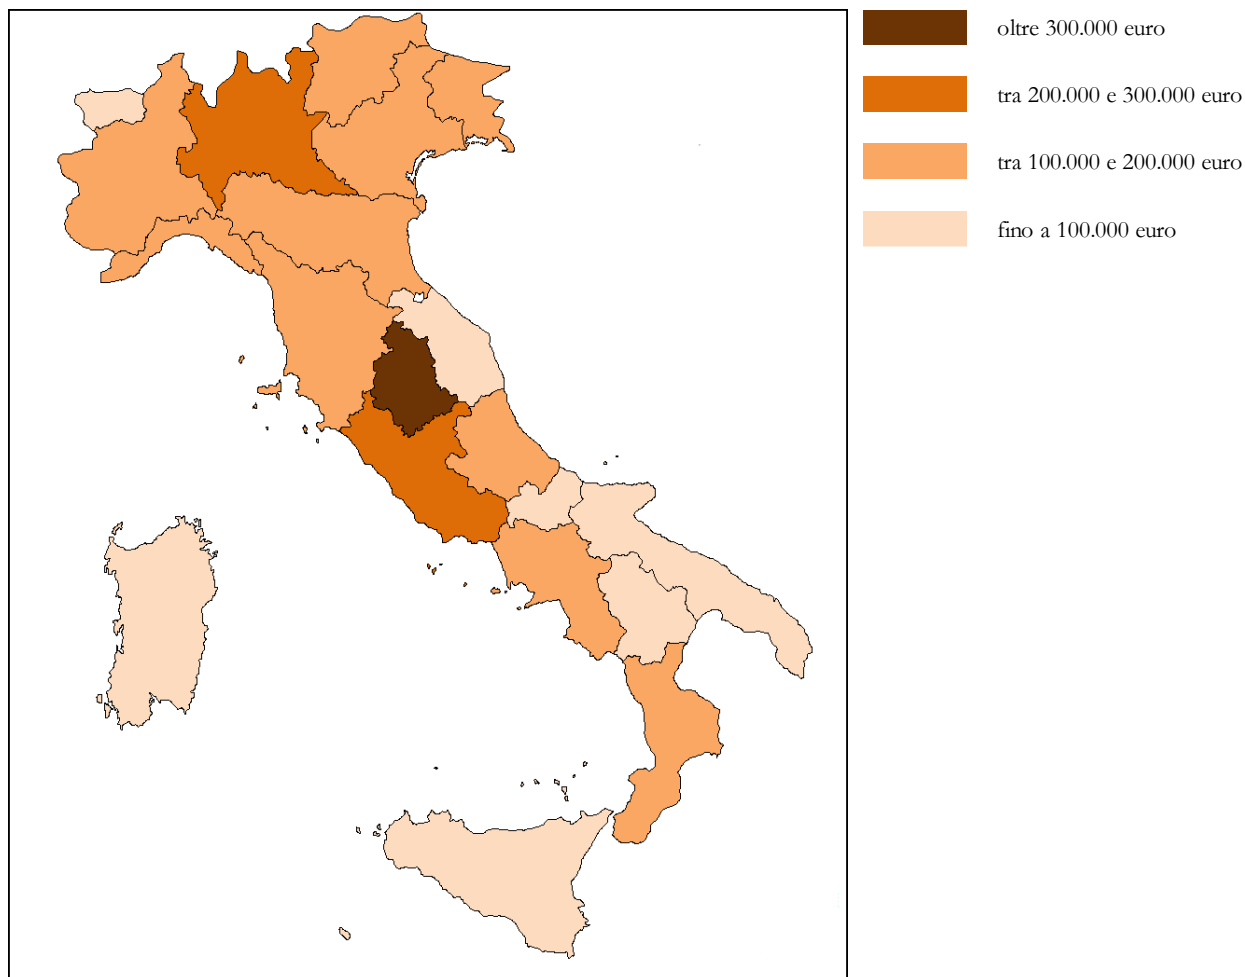 oltre 300.000 euro
tra 200.000 e 300.000 euro
tra 100.000 e 200.000 euro
fino a 100.000 euro